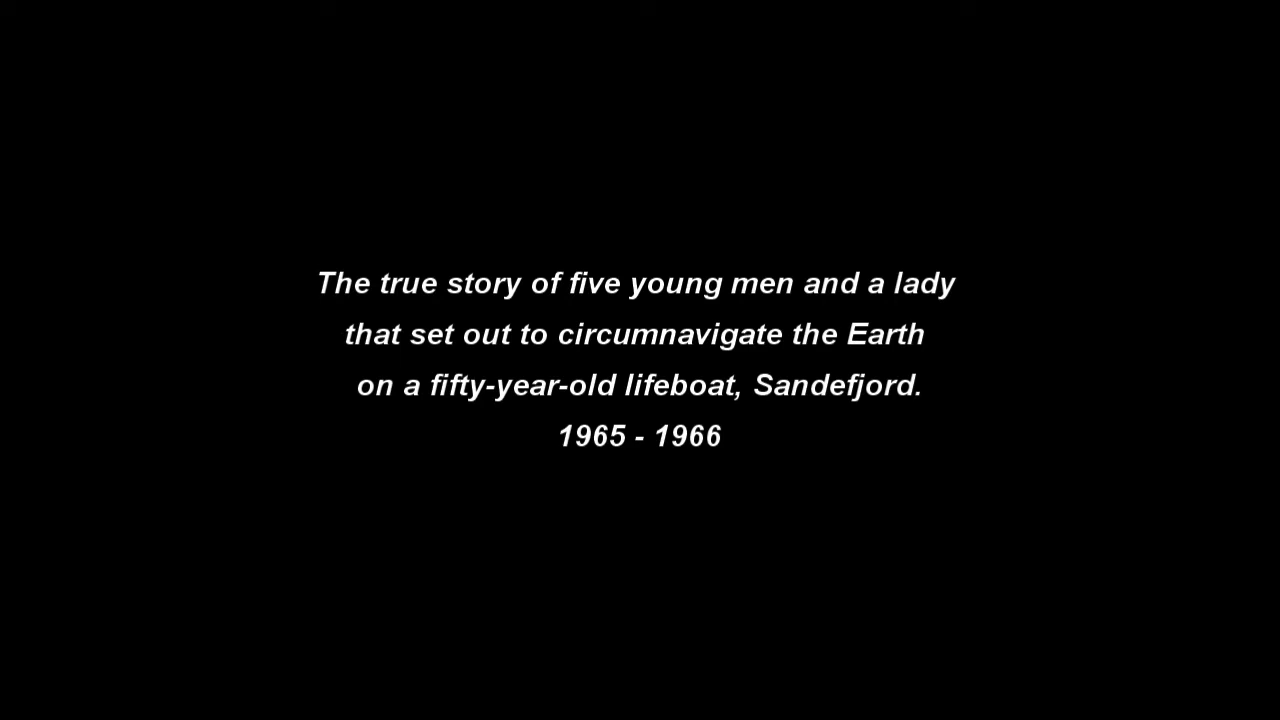 The true story of five young men and a lady
that set out to circumnavigate the Earth
on a fifty-year-old lifeboat, Sandefjord.
1965 - 1966